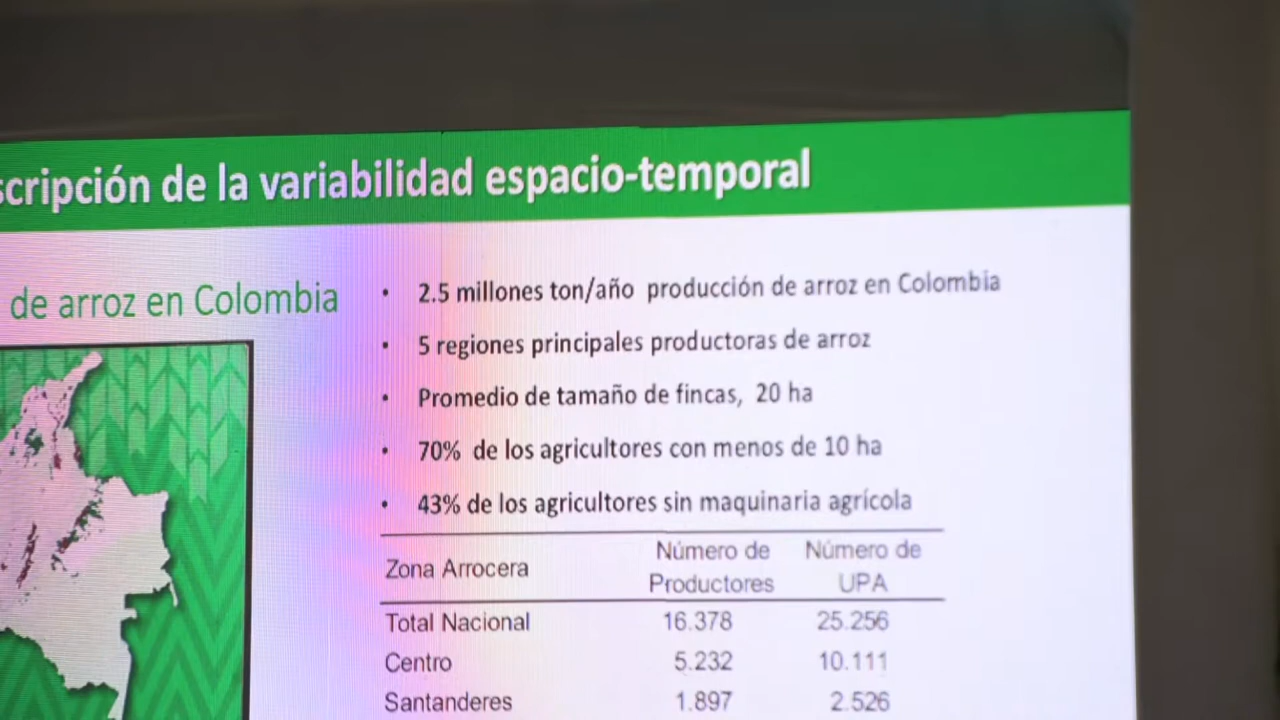 de la variabilidad espacio-temporal
de arroz en Colombia
• 2.5 millones ton/año producción de arroz en Colombia
• 5 regiones principales productoras de arroz
• Promedio de tamaño de fincas, 20 ha
• 70% de los agricultores con menos de 10 ha
• 43% de los agricultores sin maquinaria agrícola
Zona Arrocera Número de Productores Número de UPA
Total Nacional 16.378 25.256
Centro 5.232 10.111
Santanderes 1.897 2.526